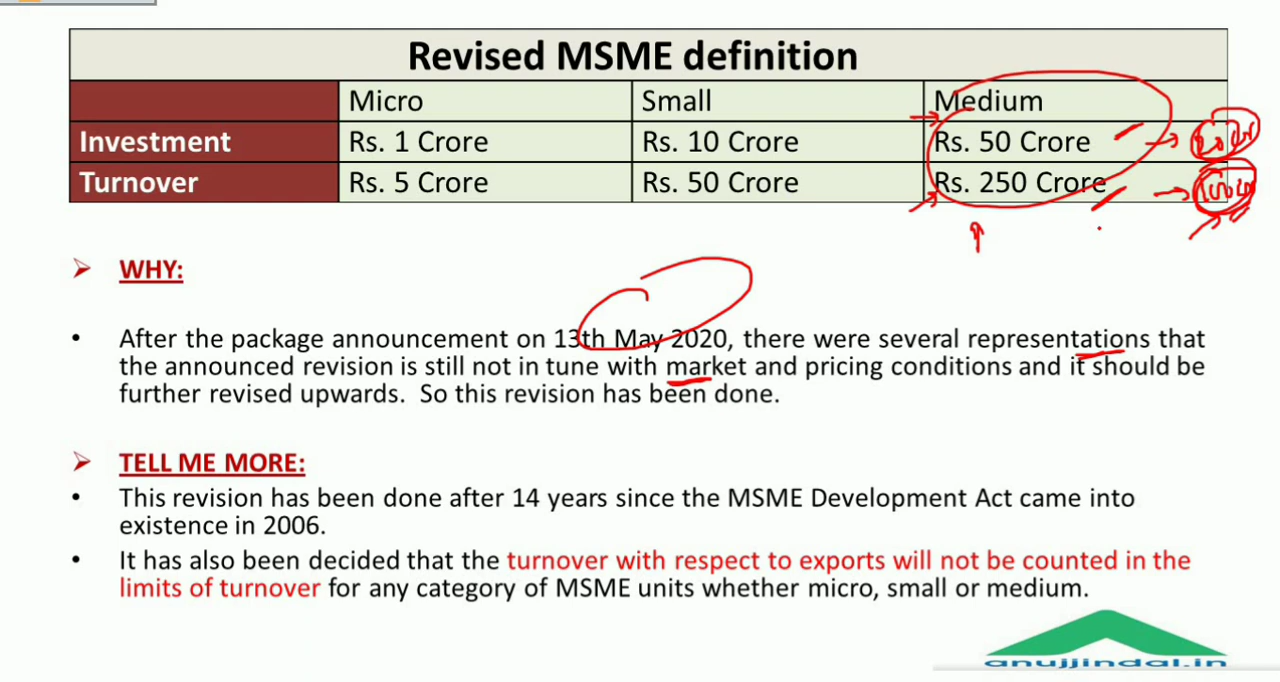 Revised MSME definition
Micro Small Medium
Investment Rs. 1 Crore Rs. 10 Crore Rs. 50 Crore
Turnover Rs. 5 Crore Rs. 50 Crore Rs. 250 Crore
➢ WHY:
• After the package announcement on 13th May 2020, there were several representations that
the announced revision is still not in tune with market and pricing conditions and it should be
further revised upwards. So this revision has been done.
➢ TELL ME MORE:
• This revision has been done after 14 years since the MSME Development Act came into
existence in 2006.
• It has also been decided that the turnover with respect to exports will not be counted in the
limits of turnover for any category of MSME units whether micro, small or medium.
anujjindal.in